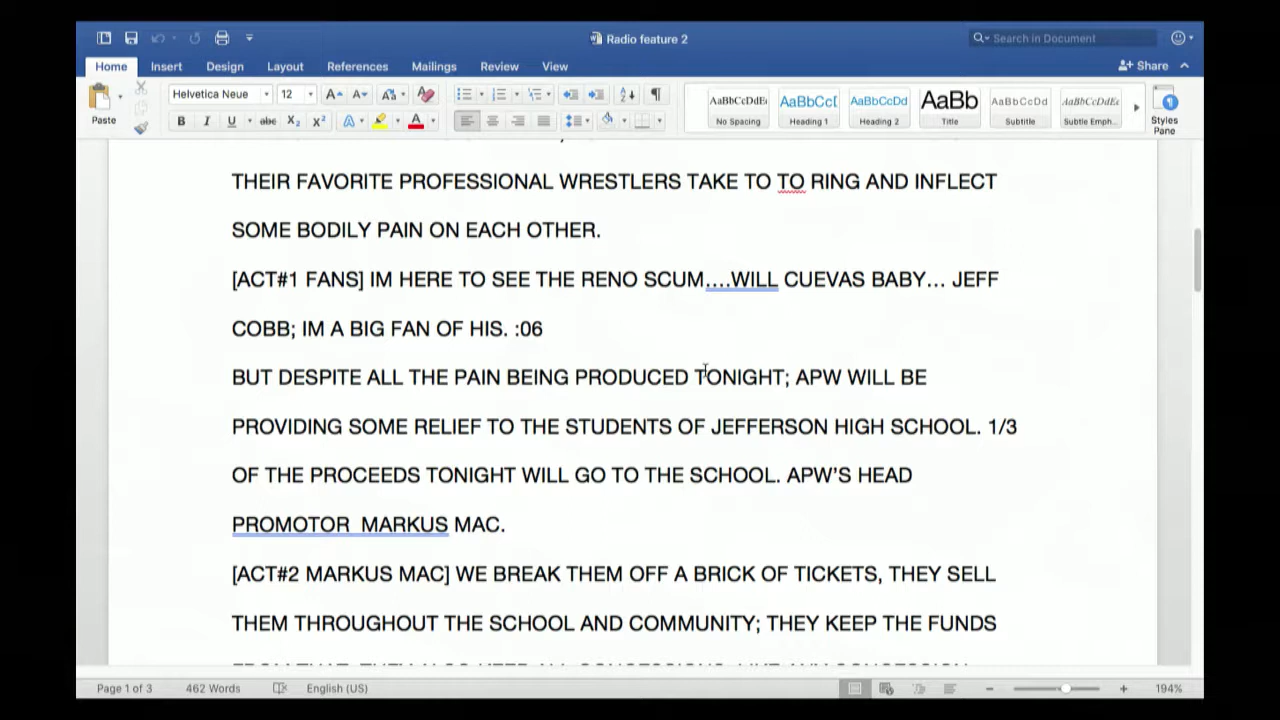 Radio feature 2
Search in Document
Home Insert Design Layout References Mailings Review View
Share
Paste
Helvetica Neue 12
AaBbCcDdEe AaBbCcDc AaBbCcDd AaBb AaBbCcDd AaBbCcDdEe
No Spacing Heading 1 Heading 2 Title Subtitle Subtle Emph...
Styles
Pane
THEIR FAVORITE PROFESSIONAL WRESTLERS TAKE TO TO RING AND INFLECT
SOME BODILY PAIN ON EACH OTHER.
[ACT#1 FANS] IM HERE TO SEE THE RENO SCUM....WILL CUEVAS BABY... JEFF
COBB; IM A BIG FAN OF HIS. :06
BUT DESPITE ALL THE PAIN BEING PRODUCED TONIGHT; APW WILL BE
PROVIDING SOME RELIEF TO THE STUDENTS OF JEFFERSON HIGH SCHOOL. 1/3
OF THE PROCEEDS TONIGHT WILL GO TO THE SCHOOL. APW’S HEAD
PROMOTOR  MARKUS MAC.
[ACT#2 MARKUS MAC] WE BREAK THEM OFF A BRICK OF TICKETS, THEY SELL
THEM THROUGHOUT THE SCHOOL AND COMMUNITY; THEY KEEP THE FUNDS
Page 1 of 3 462 Words English (US) 194%